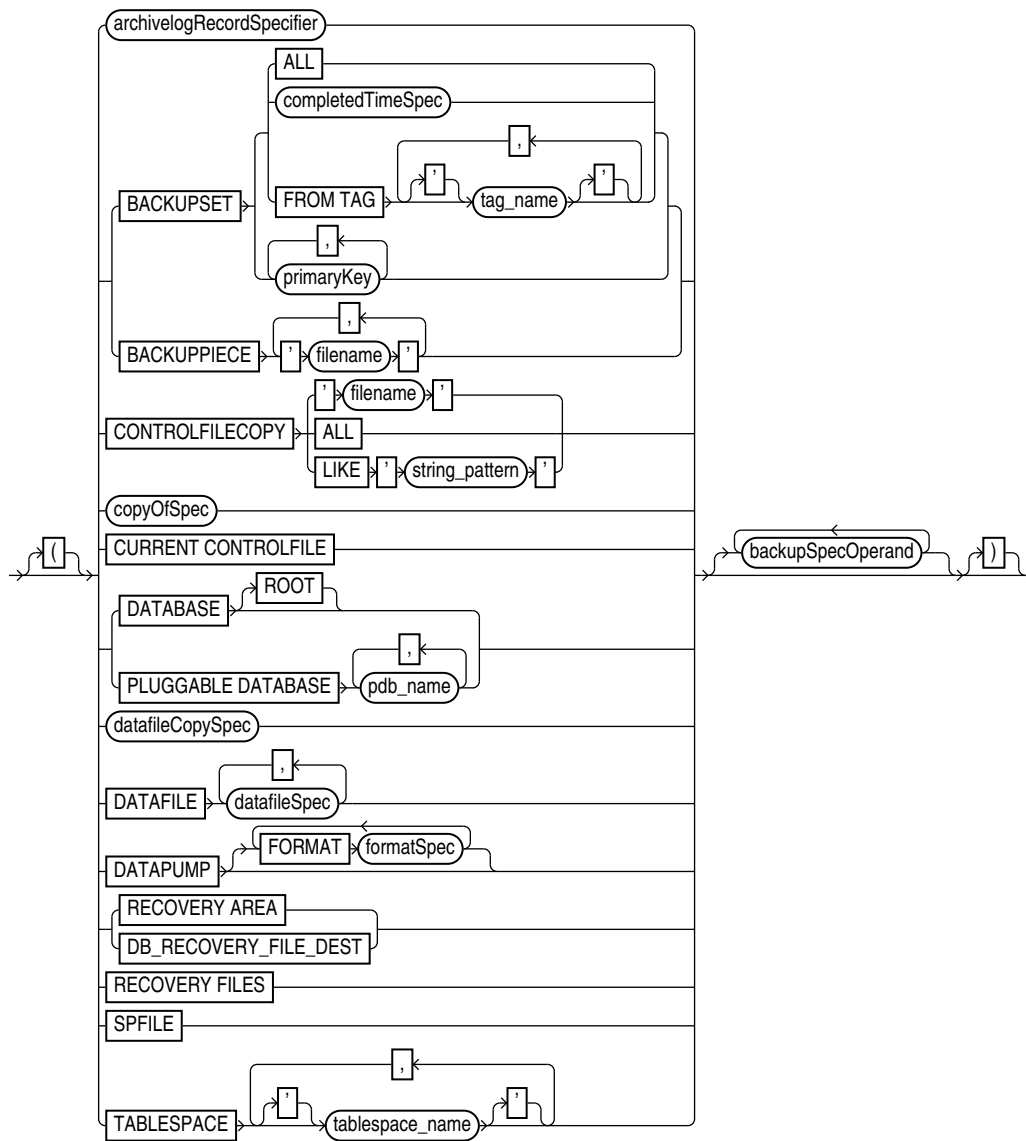 archivelogRecordSpecifier
ALL
completedTimeSpec
,
BACKUPSET FROM TAG ' tag_name '
,
primaryKey
,
BACKUPPIECE ' filename '
' filename '
CONTROLFILECOPY ALL
LIKE ' string_pattern '
copyOfSpec
( CURRENT CONTROLFILE backupSpecOperand )
ROOT
DATABASE
,
PLUGGABLE DATABASE pdb_name
datafileCopySpec
,
DATAFILE datafileSpec
FORMAT formatSpec
DATAPUMP
RECOVERY AREA
DB_RECOVERY_FILE_DEST
RECOVERY FILES
SPFILE
,
TABLESPACE ' tablespace_name '